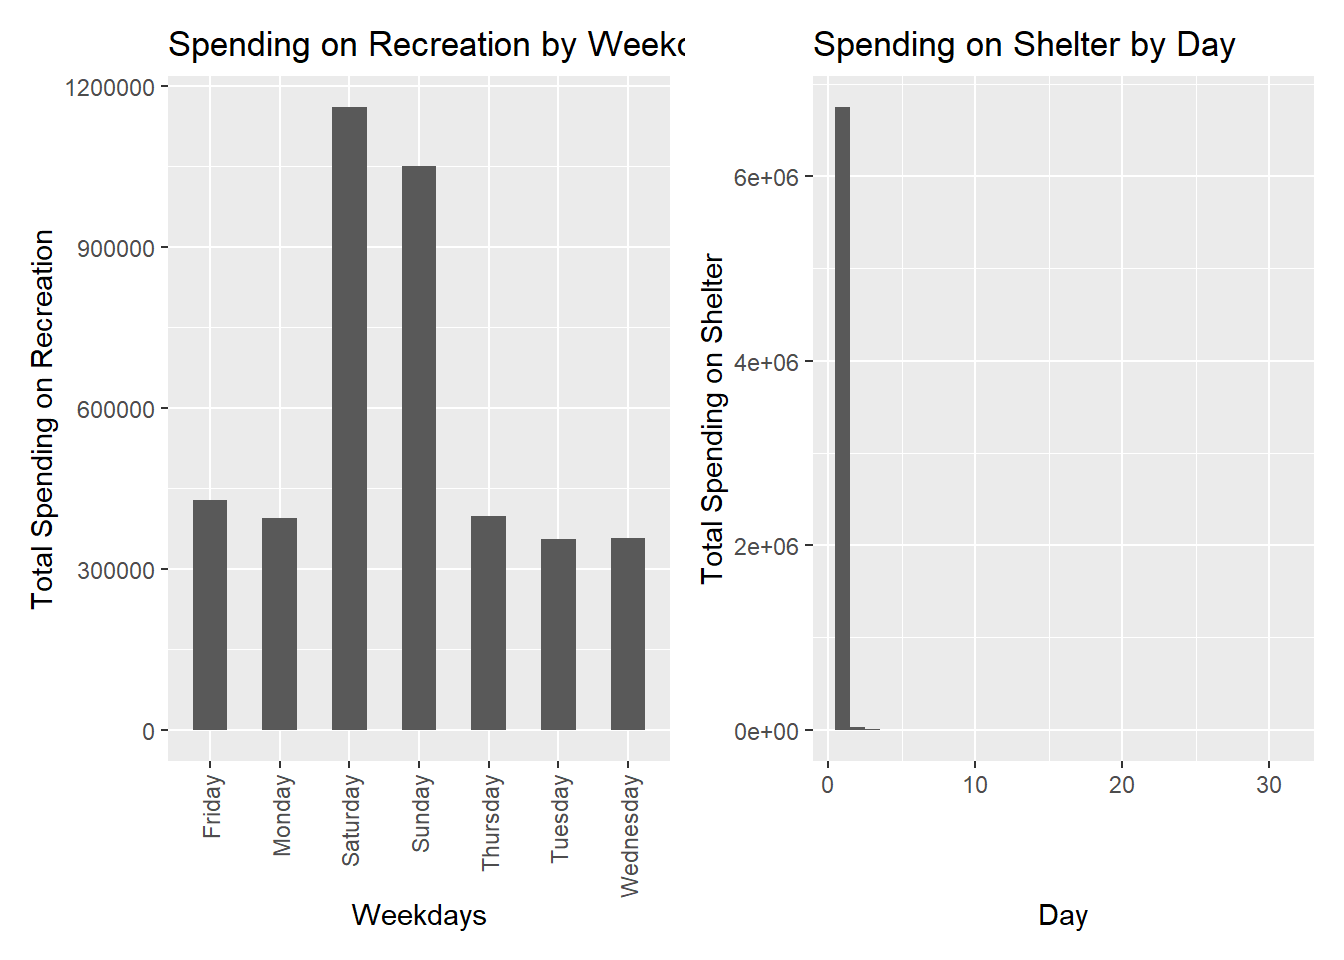 Spending on Recreation by Weekd
Total Spending on Recreation
1200000
900000
600000
300000
0
Friday
Monday
Saturday
Sunday
Thursday
Tuesday
Wednesday
Weekdays
Spending on Shelter by Day
Total Spending on Shelter
6e+06
4e+06
2e+06
0e+00
0
10
20
30
Day